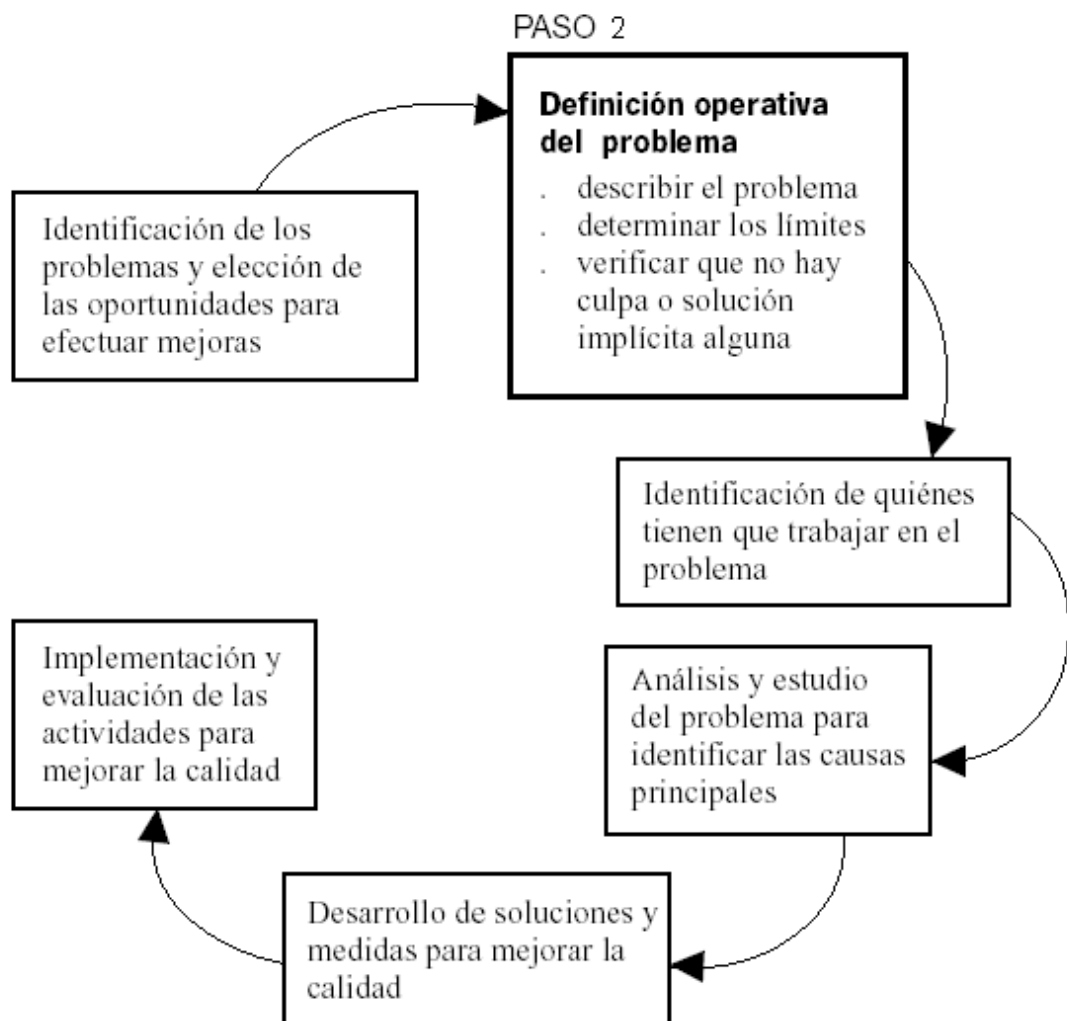 PASO 2
Definición operativa
del problema
. describir el problema
. determinar los límites
. verificar que no hay
culpa o solución
implícita alguna
Identificación de los
problemas y elección de
las oportunidades para
efectuar mejoras
Identificación de quiénes
tienen que trabajar en el
problema
Análisis y estudio
del problema para
identificar las causas
principales
Desarrollo de soluciones y
medidas para mejorar la
calidad
Implementación y
evaluación de las
actividades para
mejorar la calidad